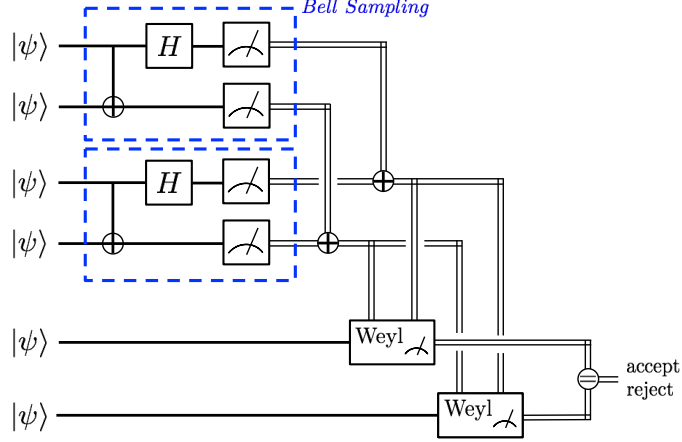 Bell Sampling
|ψ⟩ H
|ψ⟩
|ψ⟩ H
|ψ⟩
|ψ⟩ Weyl
accept
reject
|ψ⟩ Weyl